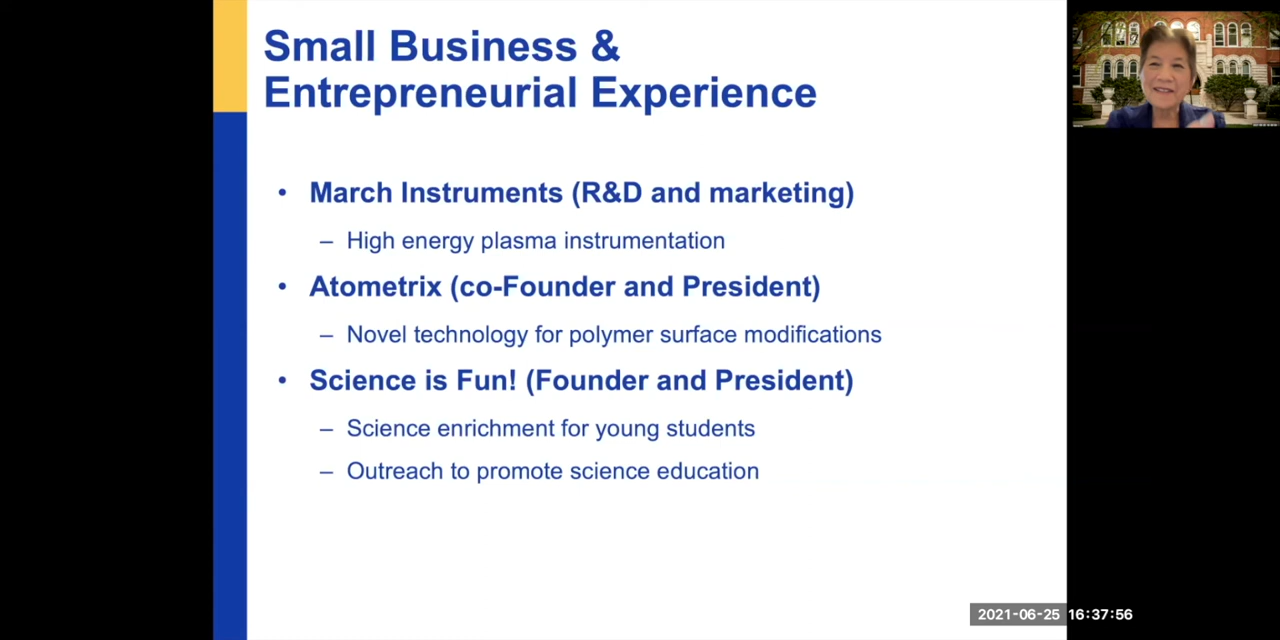 Small Business &
Entrepreneurial Experience
• March Instruments (R&D and marketing)
– High energy plasma instrumentation
• Atometrix (co-Founder and President)
– Novel technology for polymer surface modifications
• Science is Fun! (Founder and President)
– Science enrichment for young students
– Outreach to promote science education
2021-06-25 16:37:56